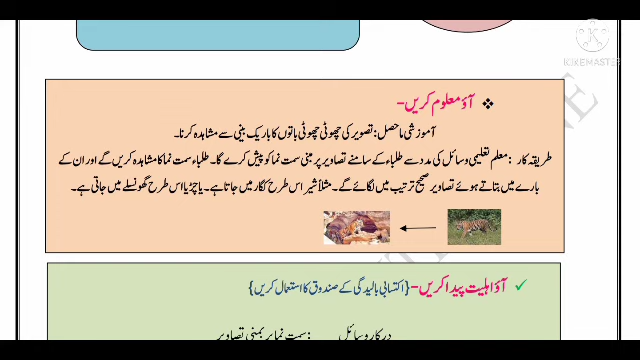 KINEMASTER
❖ آؤ معلوم کریں-
آموزشی ماحصل: تصویر کی چھوٹی چھوٹی باتوں کا باریک بینی سے مشاہدہ کرنا۔
طریقہ کار : معلم تعلیمی وسائل کی مدد سے طلباء کے سامنے تصاویر پر مبنی سمت نما کو پیش کرے گا۔ طلباء سمت نما کا مشاہدہ کریں گے اور ان کے
بارے میں بتاتے ہوئے تصاویر صحیح ترتیب میں لگائے گے۔ مثلاً شیر اس طرح کگار میں جاتا ہے۔ یا چڑیا اس طرح گھونسلے میں جاتی ہے۔
✓ آؤ اہلیت پیدا کریں- {اکتسابی بالیدگی کے صندوق کا استعمال کریں}
درکار وسائل : سمت نما پر بمبنی تصاویر